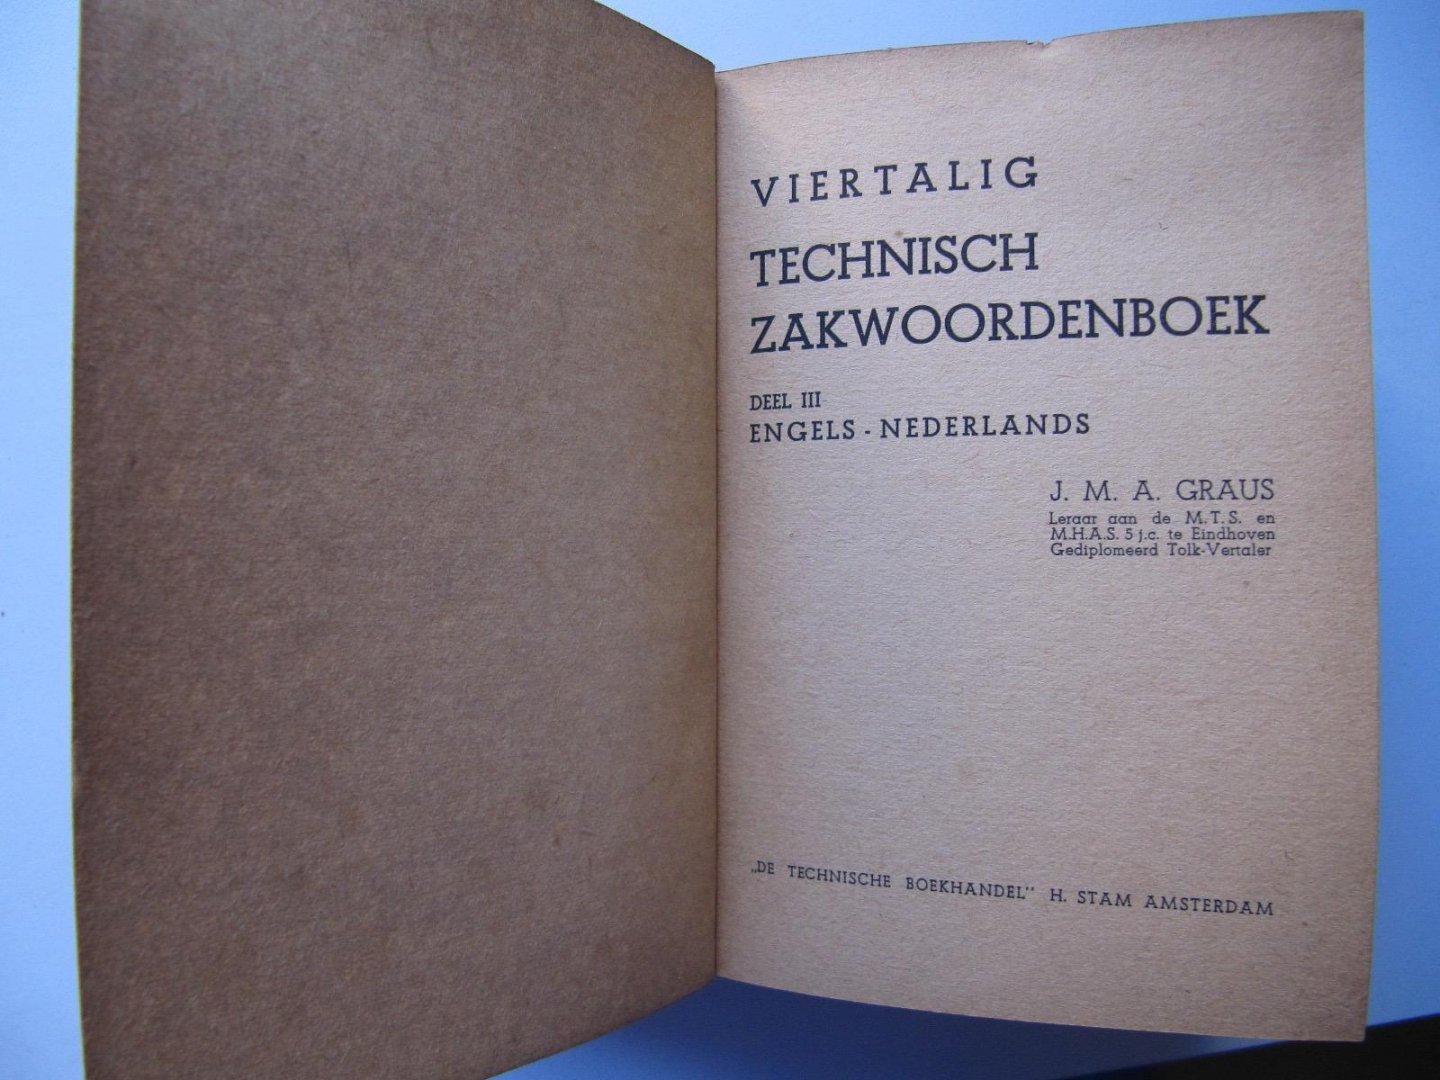 VIERTALIG
TECHNISCH
ZAKWOORDENBOEK
DEEL III
ENGELS - NEDERLANDS
J. M. A. GRAUS
Leraar aan de M.T.S. en
M.H.A.S. 5 j.c. te Eindhoven
Gediplomeerd Tolk-Vertaler
„DE TECHNISCHE BOEKHANDEL" H. STAM AMSTERDAM